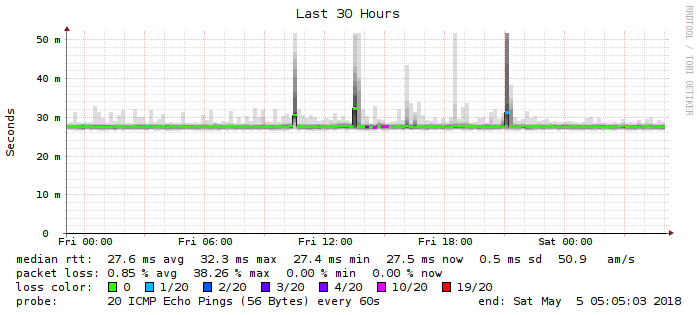 Last 30 Hours
RRDTOOL / TOBI OETIKER
Seconds
50 m
40 m
30 m
20 m
10 m
0
Fri 00:00 Fri 06:00 Fri 12:00 Fri 18:00 Sat 00:00
median rtt: 27.6 ms avg 32.3 ms max 27.4 ms min 27.5 ms now 0.5 ms sd 50.9 am/s
packet loss: 0.85 % avg 38.26 % max 0.00 % min 0.00 % now
loss color: 0 1/20 2/20 3/20 4/20 10/20 19/20
probe: 20 ICMP Echo Pings (56 Bytes) every 60s end: Sat May 5 05:05:03 2018